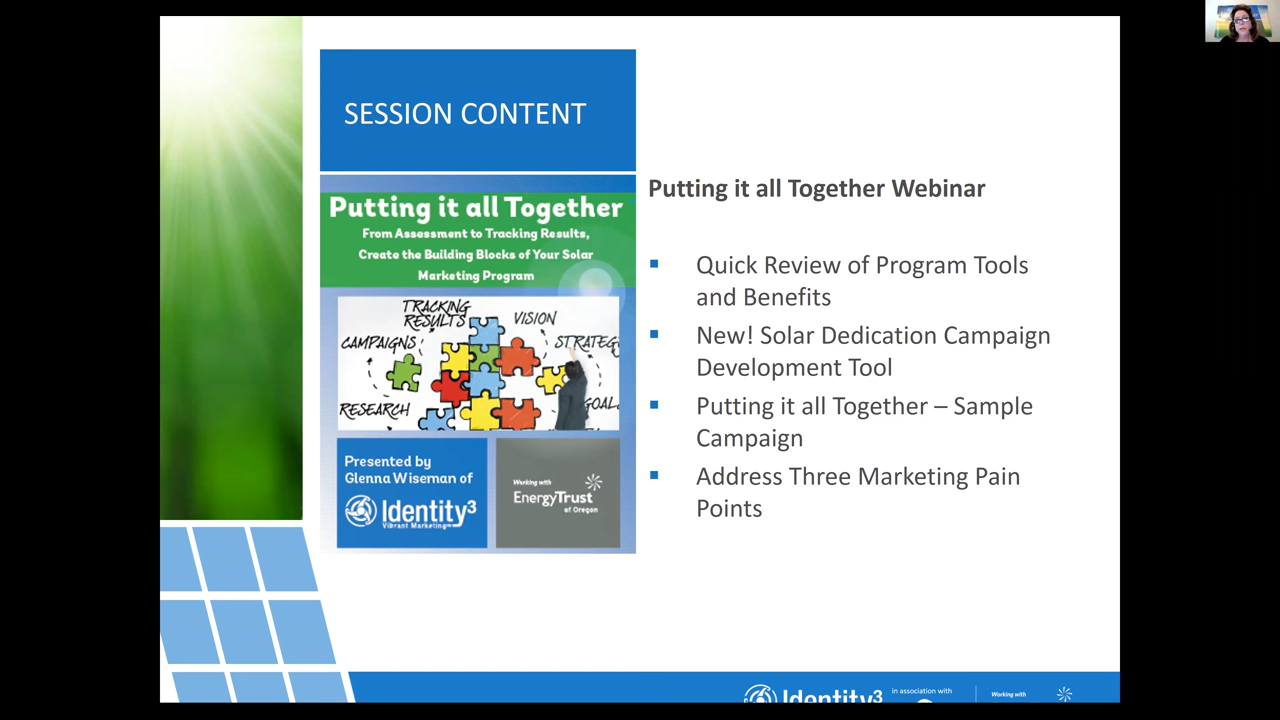 SESSION CONTENT
Putting it all Together
From Assessment to Tracking Results,
Create the Building Blocks of Your Solar
Marketing Program
TRACKING
RESULTS
VISION
CAMPAIGNS
STRATEG
RESEARCH
GOAL
Presented by
Glenna Wiseman of
Identity3
Vibrant Marketing
Working with
EnergyTrust
of Oregon
Putting it all Together Webinar
Quick Review of Program Tools
and Benefits
New! Solar Dedication Campaign
Development Tool
Putting it all Together – Sample
Campaign
Address Three Marketing Pain
Points
Identity3
in association with
Working with